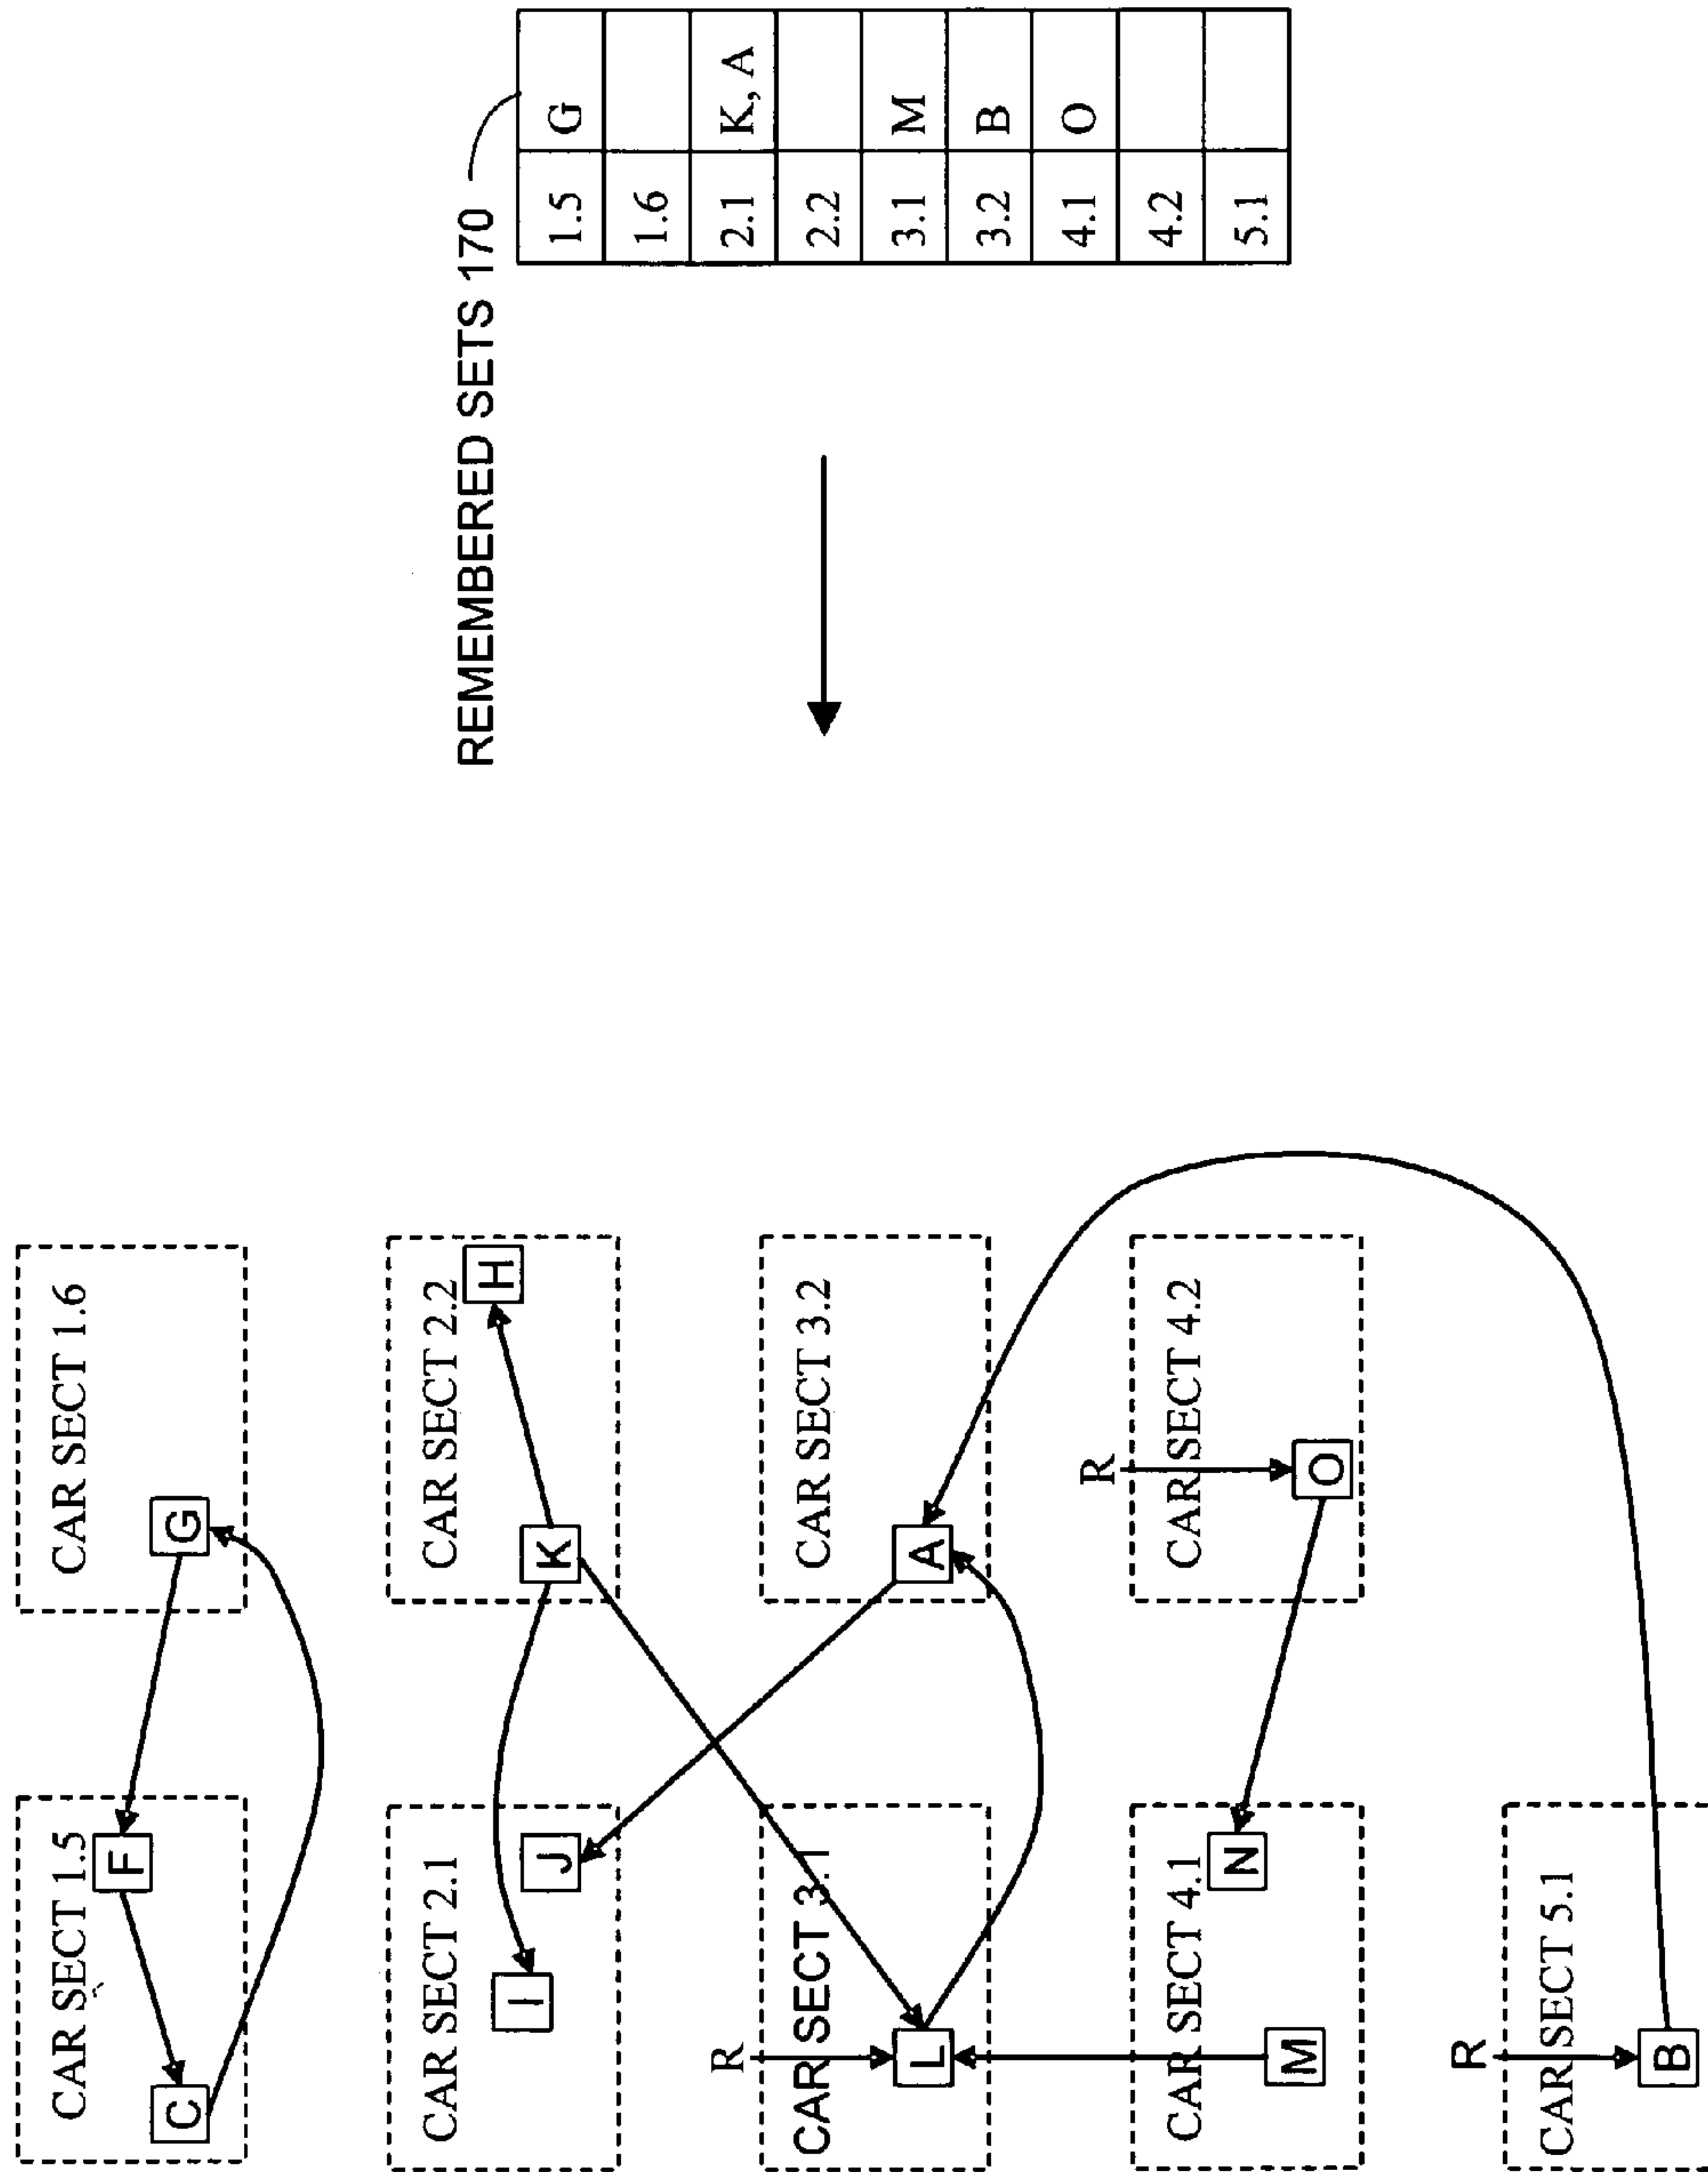 REMEMBERED SETS 170
1.5 G
1.6
2.1 K, A
2.2
3.1 M
3.2 B
4.1 O
4.2
5.1
CAR SECT 1.5
F
C
CAR SECT 1.6
G
CAR SECT 2.1
I
J
CAR SECT 2.2
K
H
R
CAR SECT 3.1
L
CAR SECT 3.2
A
CAR SECT 4.1
M
N
R
CAR SECT 4.2
O
R
CAR SECT 5.1
B